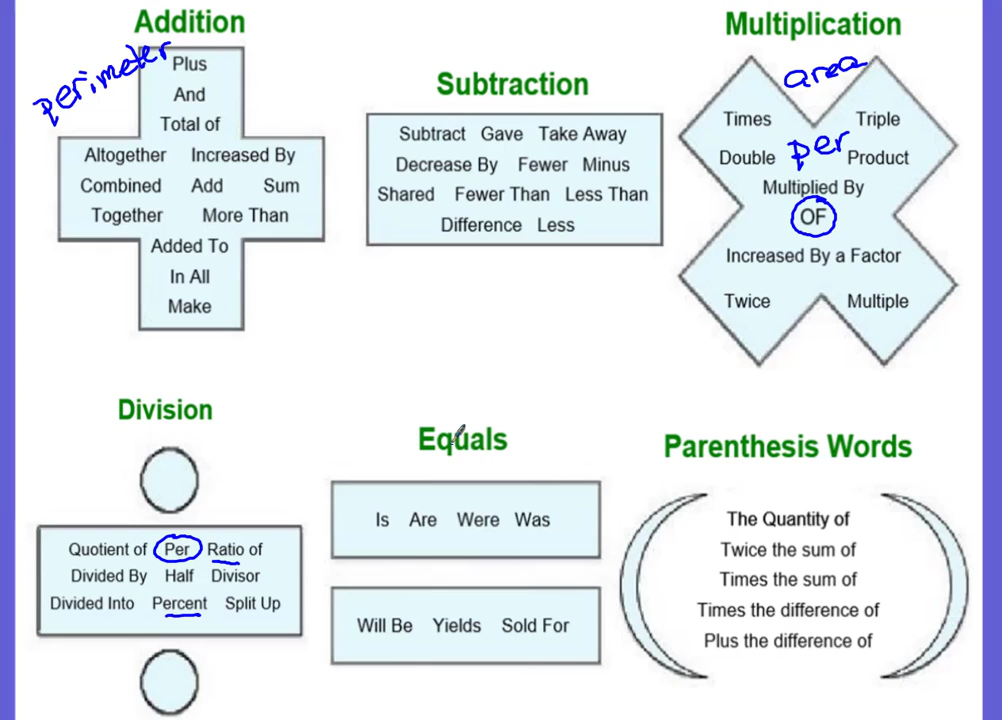 Addition
perimeter
Plus
And
Total of
Altogether Increased By
Combined Add Sum
Together More Than
Added To
In All
Make
Subtraction
Subtract Gave Take Away
Decrease By Fewer Minus
Shared Fewer Than Less Than
Difference Less
Multiplication
area
Times Triple
Double per Product
Multiplied By
OF
Increased By a Factor
Twice Multiple
Division
Quotient of Per Ratio of
Divided By Half Divisor
Divided Into Percent Split Up
Equals
Is Are Were Was
Will Be Yields Sold For
Parenthesis Words
The Quantity of
Twice the sum of
Times the sum of
Times the difference of
Plus the difference of